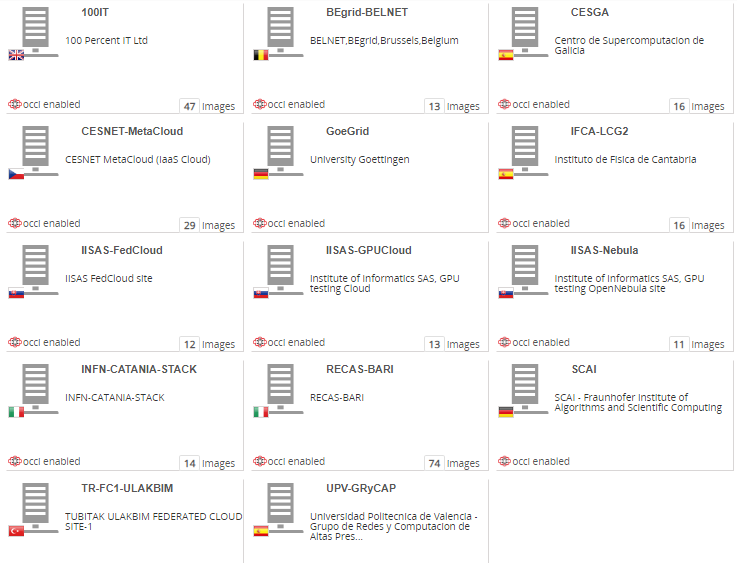 100IT
100 Percent IT Ltd
occi enabled
47 Images
BEgrid-BELNET
BELNET,BEgrid,Brussels,Belgium
occi enabled
13 Images
CESGA
Centro de Supercomputacion de
Galicia
occi enabled
16 Images
CESNET-MetaCloud
CESNET MetaCloud (IaaS Cloud)
occi enabled
29 Images
GoeGrid
University Goettingen
occi enabled
IFCA-LCG2
Instituto de Fisica de Cantabria
occi enabled
16 Images
IISAS-FedCloud
IISAS FedCloud site
occi enabled
12 Images
IISAS-GPUCloud
Institute of Informatics SAS, GPU
testing Cloud
occi enabled
13 Images
IISAS-Nebula
Institute of Informatics SAS, GPU
testing OpenNebula site
occi enabled
11 Images
INFN-CATANIA-STACK
INFN-CATANIA-STACK
occi enabled
14 Images
RECAS-BARI
RECAS-BARI
occi enabled
74 Images
SCAI
SCAI - Fraunhofer Institute of
Algorithms and Scientific Computing
occi enabled
TR-FC1-ULAKBIM
TUBITAK ULAKBIM FEDERATED CLOUD
SITE-1
UPV-GRyCAP
Universidad Politecnica de Valencia -
Grupo de Redes y Computacion de
Altas Pres...